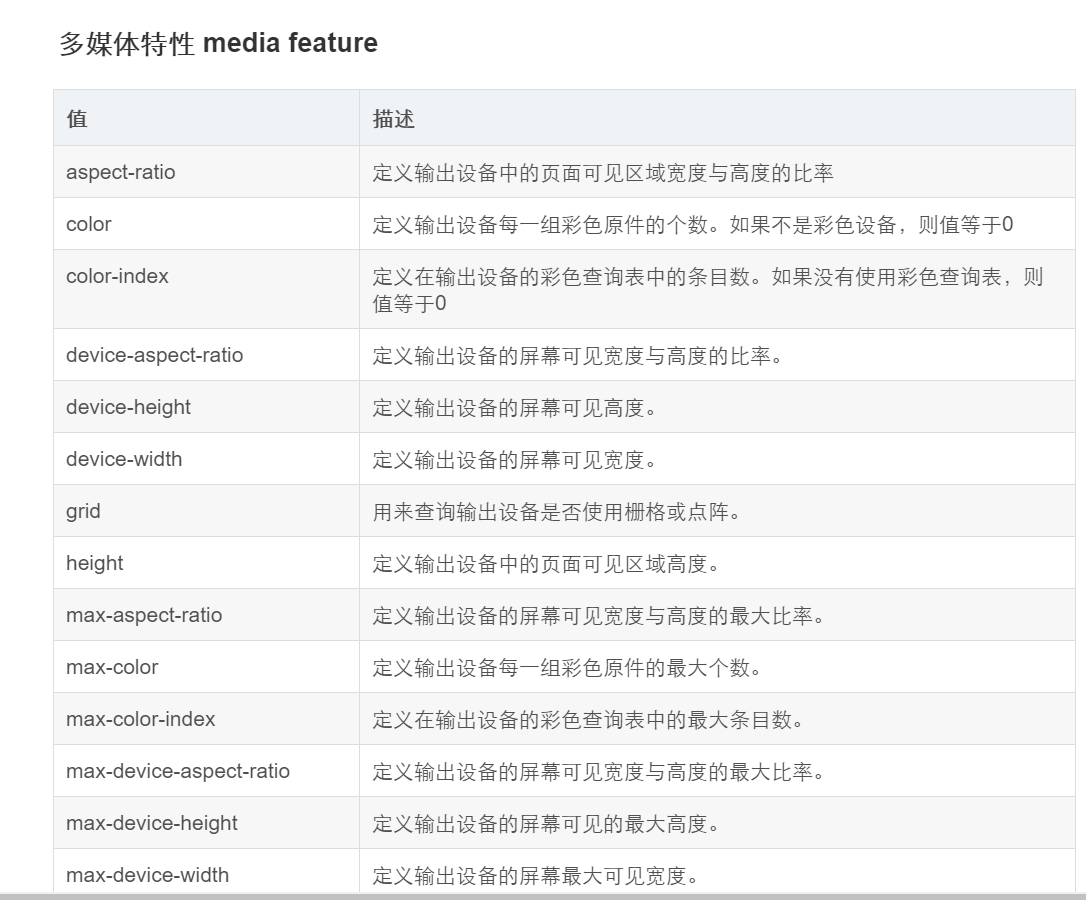 多媒体特性 media feature
值 描述
aspect-ratio 定义输出设备中的页面可见区域宽度与高度的比率
color 定义输出设备每一组彩色原件的个数。如果不是彩色设备，则值等于0
color-index 定义在输出设备的彩色查询表中的条目数。如果没有使用彩色查询表，则
值等于0
device-aspect-ratio 定义输出设备的屏幕可见宽度与高度的比率。
device-height 定义输出设备的屏幕可见高度。
device-width 定义输出设备的屏幕可见宽度。
grid 用来查询输出设备是否使用栅格或点阵。
height 定义输出设备中的页面可见区域高度。
max-aspect-ratio 定义输出设备的屏幕可见宽度与高度的最大比率。
max-color 定义输出设备每一组彩色原件的最大个数。
max-color-index 定义在输出设备的彩色查询表中的最大条目数。
max-device-aspect-ratio 定义输出设备的屏幕可见宽度与高度的最大比率。
max-device-height 定义输出设备的屏幕可见的最大高度。
max-device-width 定义输出设备的屏幕最大可见宽度。